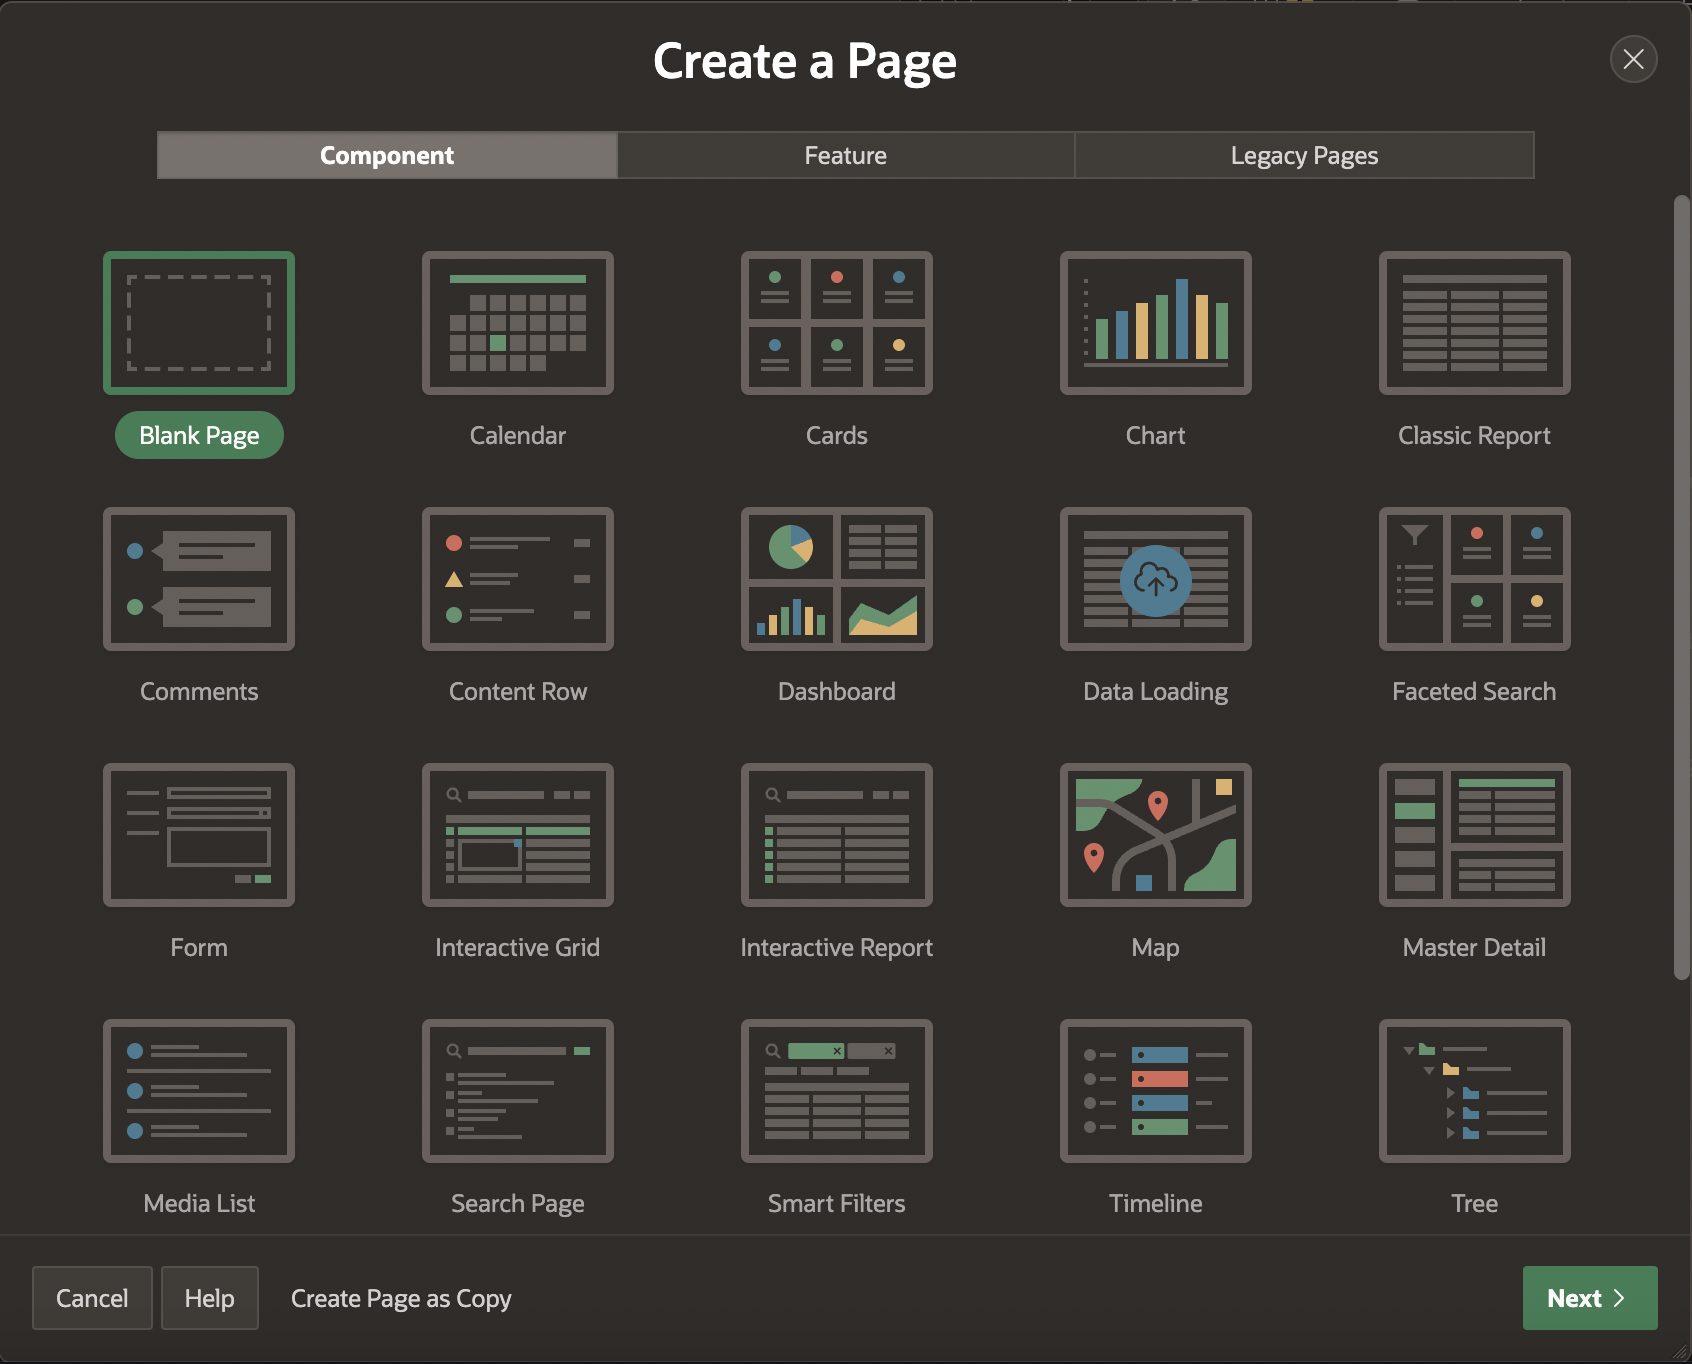 Create a Page
Component Feature Legacy Pages
Blank Page Calendar Cards Chart Classic Report
Comments Content Row Dashboard Data Loading Faceted Search
Form Interactive Grid Interactive Report Map Master Detail
Media List Search Page Smart Filters Timeline Tree
Cancel Help Create Page as Copy Next